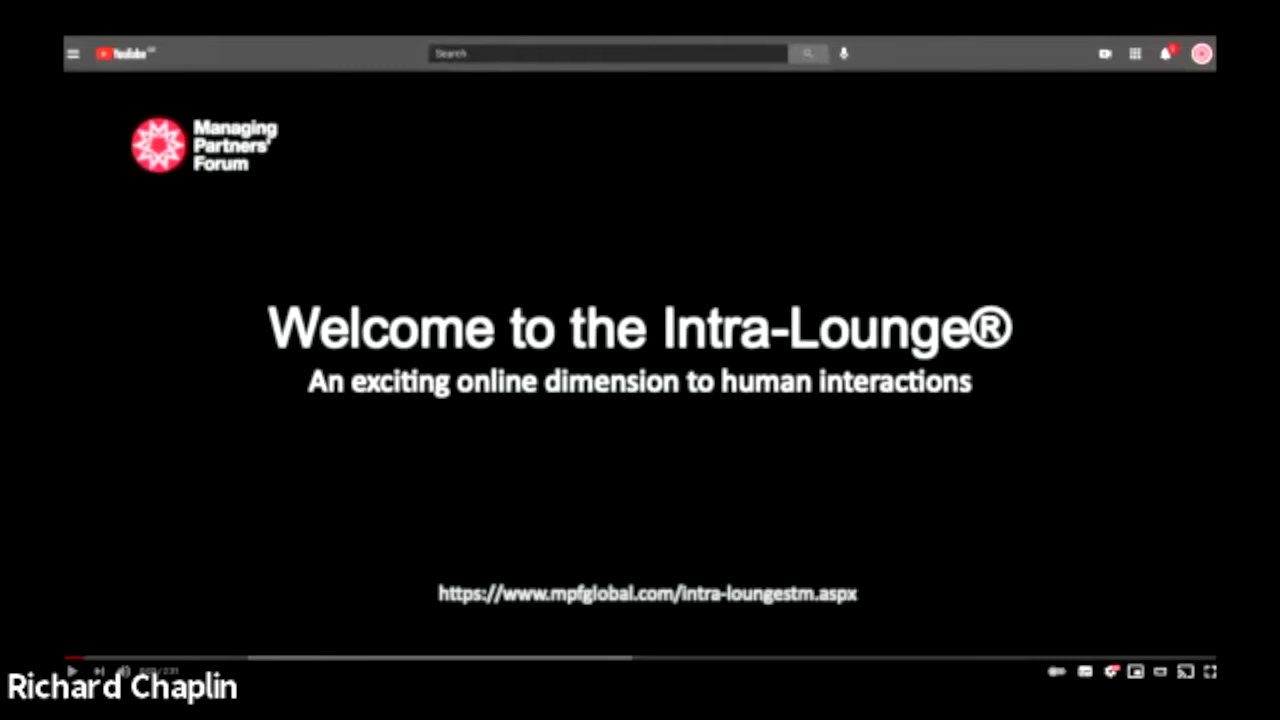 YouTube
Search
Managing
Partners'
Forum
Welcome to the Intra-Lounge®
An exciting online dimension to human interactions
https://www.mpfglobal.com/intra-loungestm.aspx
Richard Chaplin